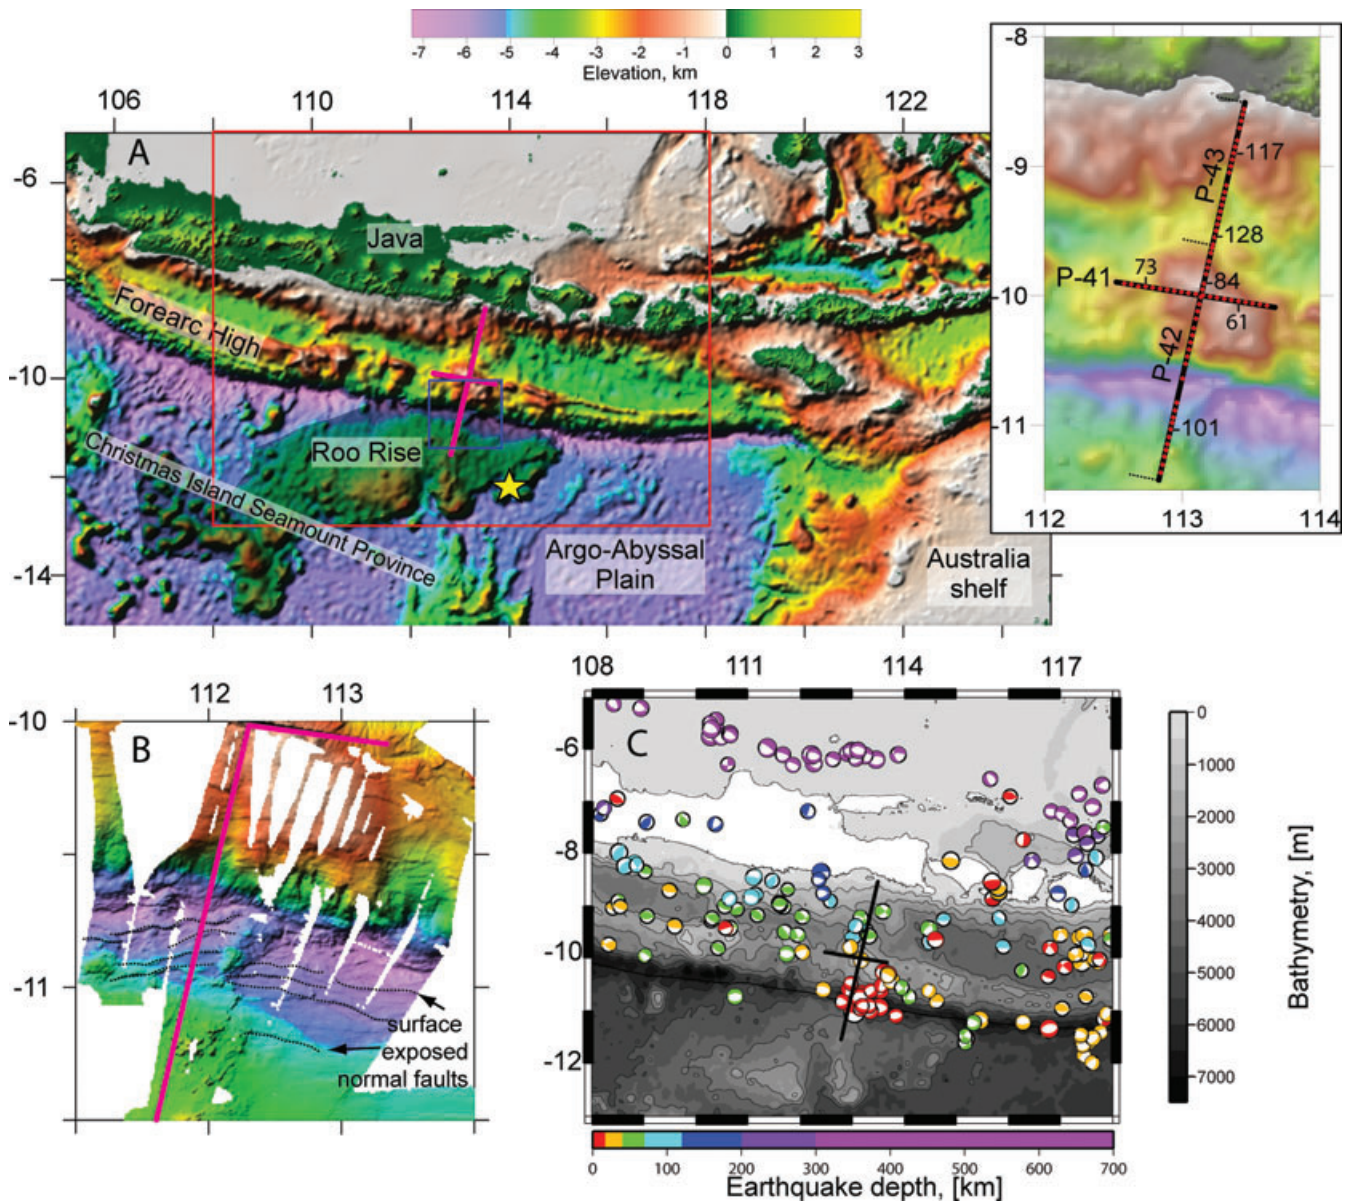 -7 -6 -5 -4 -3 -2 -1 0 1 2 3
Elevation, km
106 110 114 118 122
A
-6
-8
-10
-12
-14
Java
Forearc High
Roo Rise
Christmas Island Seamount Province
Argo-Abyssal
Plain
Australia
shelf
-8
-9
-10
-11
112 113 114
P-43
117
128
84
73
P-41
61
P-42
101
112 113
-10
-11
B
surface
exposed
normal faults
108 111 114 117
C
-6
-8
-10
-12
0 100 200 300 400 500 600 700
Earthquake depth, [km]
0
1000
2000
3000
4000
5000
6000
7000
Bathymetry, [m]